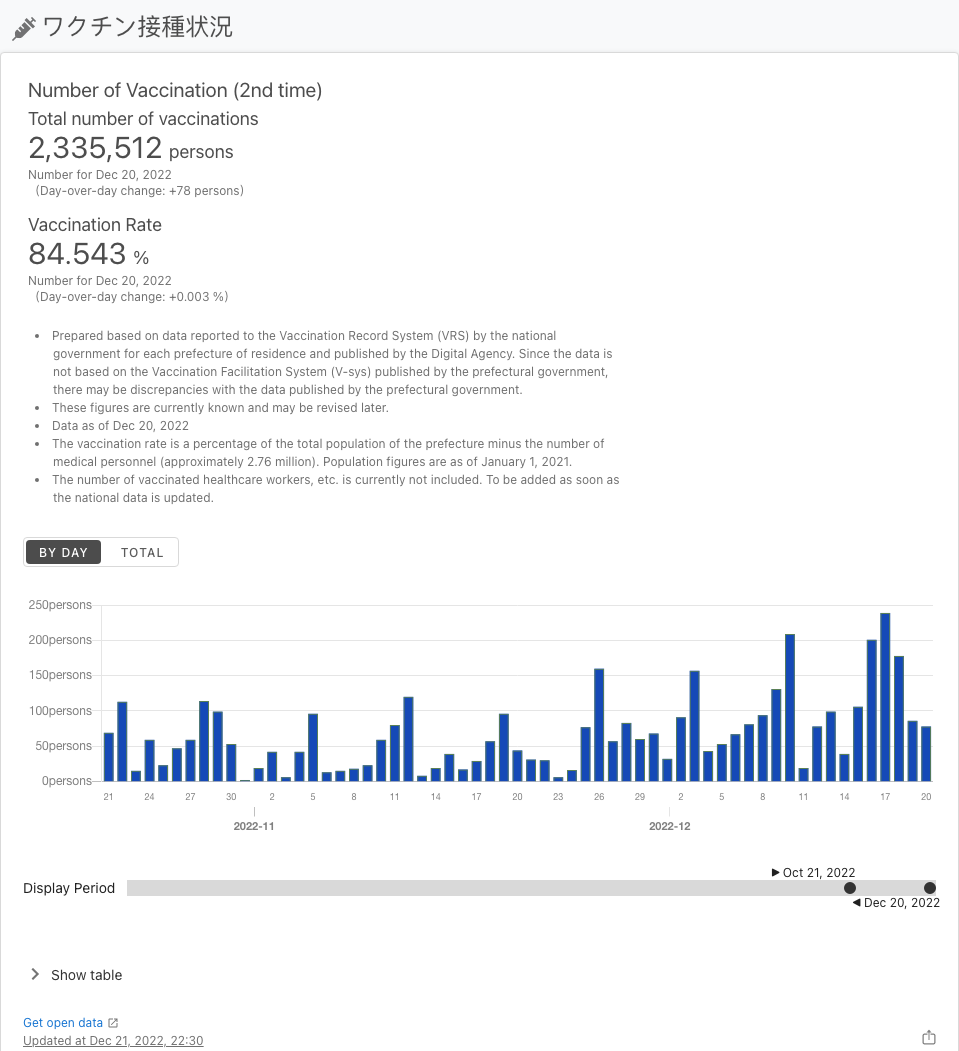 ワクチン接種状況
Number of Vaccination (2nd time)
Total number of vaccinations
2,335,512 persons
Number for Dec 20, 2022
(Day-over-day change: +78 persons)
Vaccination Rate
84.543 %
Number for Dec 20, 2022
(Day-over-day change: +0.003 %)
• Prepared based on data reported to the Vaccination Record System (VRS) by the national
government for each prefecture of residence and published by the Digital Agency. Since the data is
not based on the Vaccination Facilitation System (V-sys) published by the prefectural government,
there may be discrepancies with the data published by the prefectural government.
• These figures are currently known and may be revised later.
• Data as of Dec 20, 2022
• The vaccination rate is a percentage of the total population of the prefecture minus the number of
medical personnel (approximately 2.76 million). Population figures are as of January 1, 2021.
• The number of vaccinated healthcare workers, etc. is currently not included. To be added as soon as
the national data is updated.
BY DAY TOTAL
250persons
200persons
150persons
100persons
50persons
0persons
21 24 27 30 2 5 8 11 14 17 20 23 26 29 2 5 8 11 14 17 20
2022-11 2022-12
Oct 21, 2022
Display Period
Dec 20, 2022
Show table
Get open data
Updated at Dec 21, 2022, 22:30